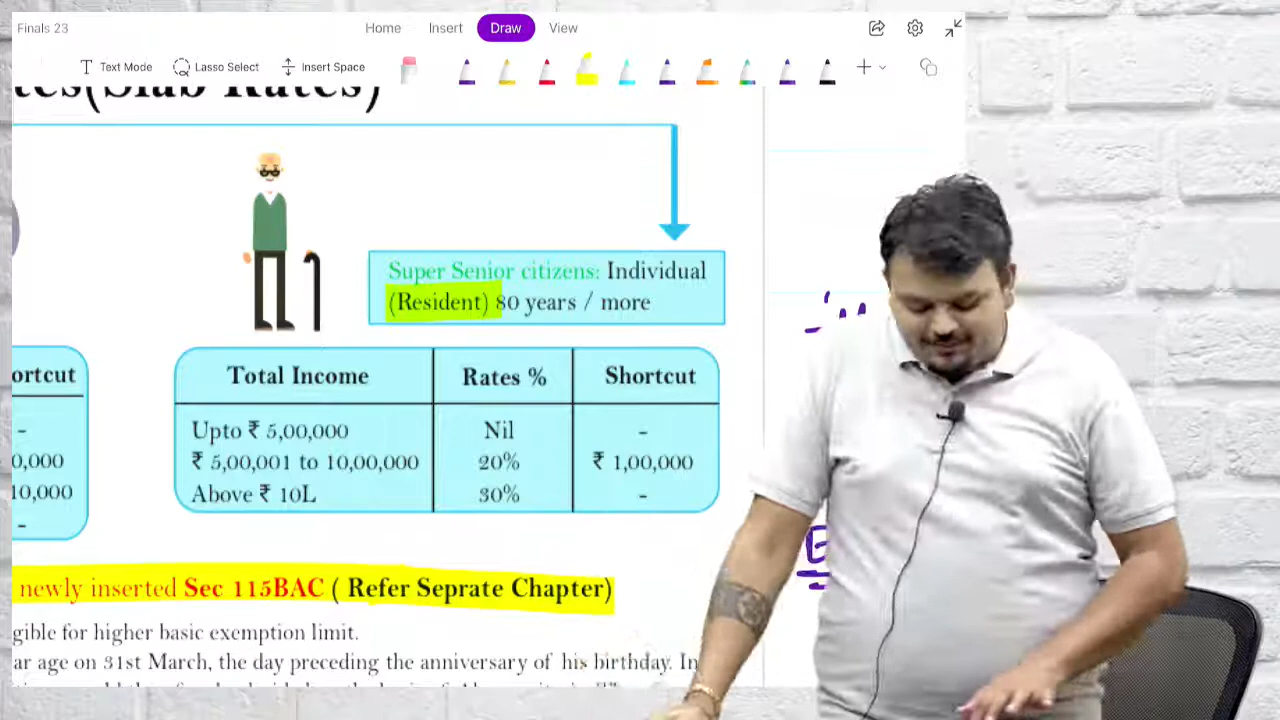 Finals 23
Home Insert Draw View
Text Mode Lasso Select Insert Space
tes(Slab Rates)
Super Senior citizens: Individual
(Resident) 80 years / more
ortcut
-
0,000
10,000
-
Total Income Rates % Shortcut
Upto ₹ 5,00,000 Nil -
₹ 5,00,001 to 10,00,000 20% ₹ 1,00,000
Above ₹ 10L 30% -
newly inserted Sec 115BAC ( Refer Seprate Chapter)
gible for higher basic exemption limit.
ar age on 31st March, the day preceding the anniversary of his birthday. In